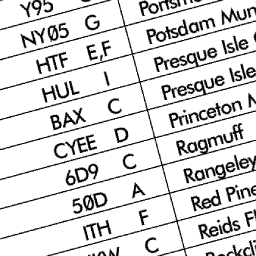 Y95
NY05 G
HTF E,F Potsdam Mun
HUL I Presque Isle
BAX C Presque Isle
CYEE D Princeton
6D9 C Ragmuff
50D A Rangeley
ITH F Red Pine
C Reids